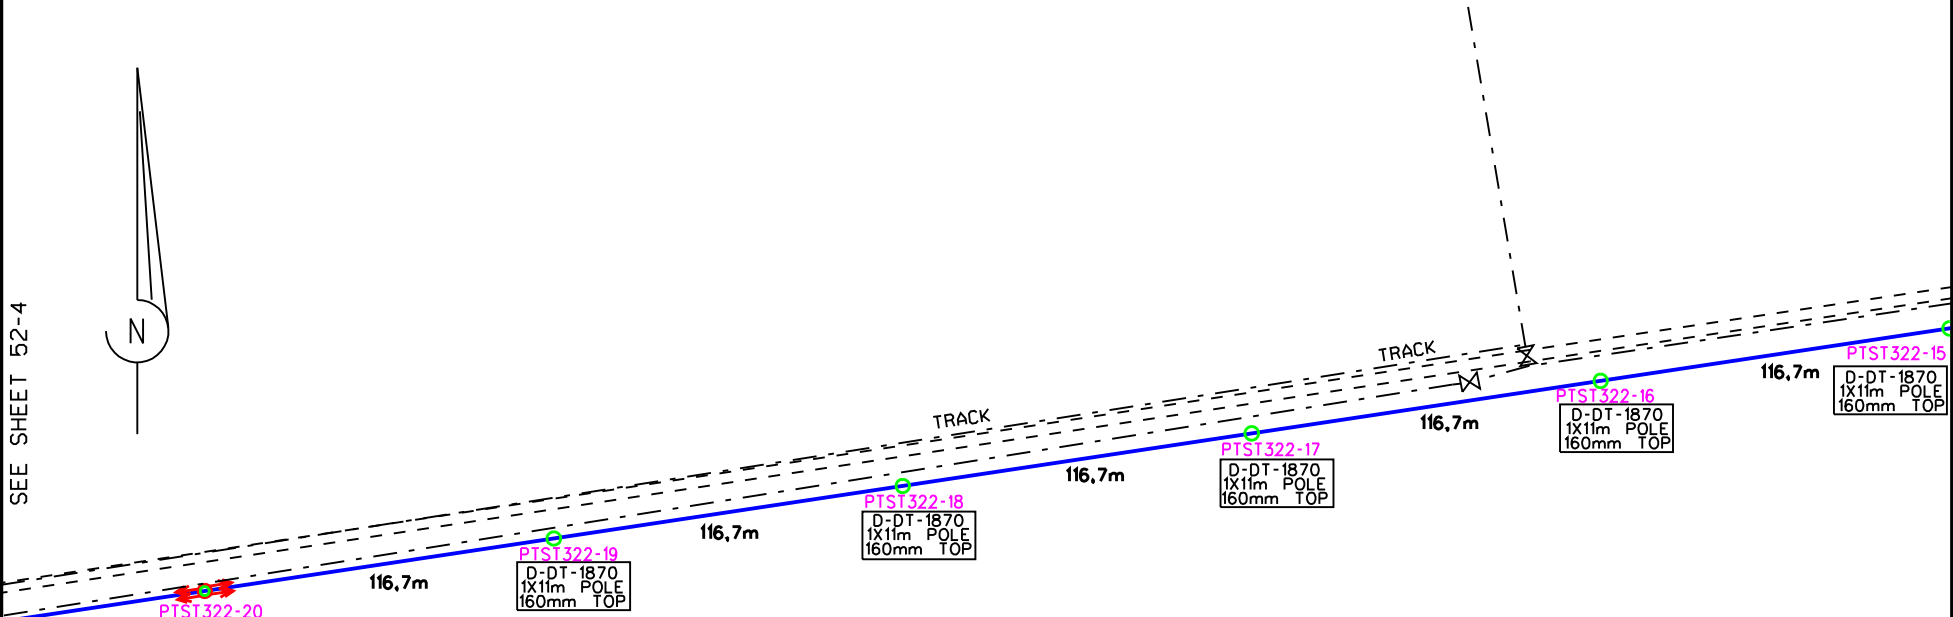 SEE SHEET 52-4
N
TRACK
TRACK
PTST322-15
D-DT-1870
1X11m POLE
160mm TOP
116,7m
PTST322-16
D-DT-1870
1X11m POLE
160mm TOP
116,7m
PTST322-17
D-DT-1870
1X11m POLE
160mm TOP
116,7m
PTST322-18
D-DT-1870
1X11m POLE
160mm TOP
116,7m
PTST322-19
D-DT-1870
1X11m POLE
160mm TOP
116,7m
PTST322-20